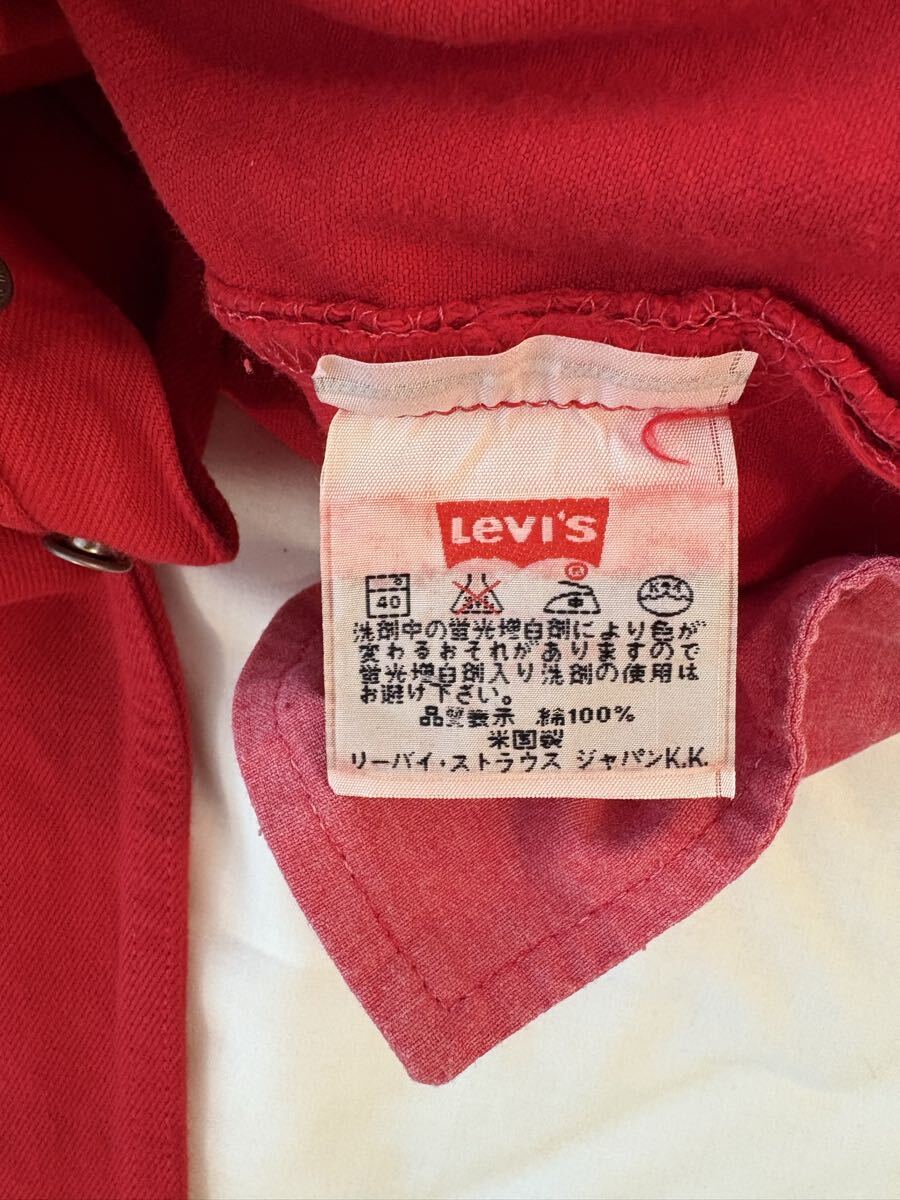 Levi's
®
40
洗剤中の蛍光増白剤により色が
変わるおそれがありますので
蛍光増白剤入り洗剤の使用は
お避け下さい。
品質表示 綿100%
米国製
リーバイ・ストラウス ジャパンK.K.